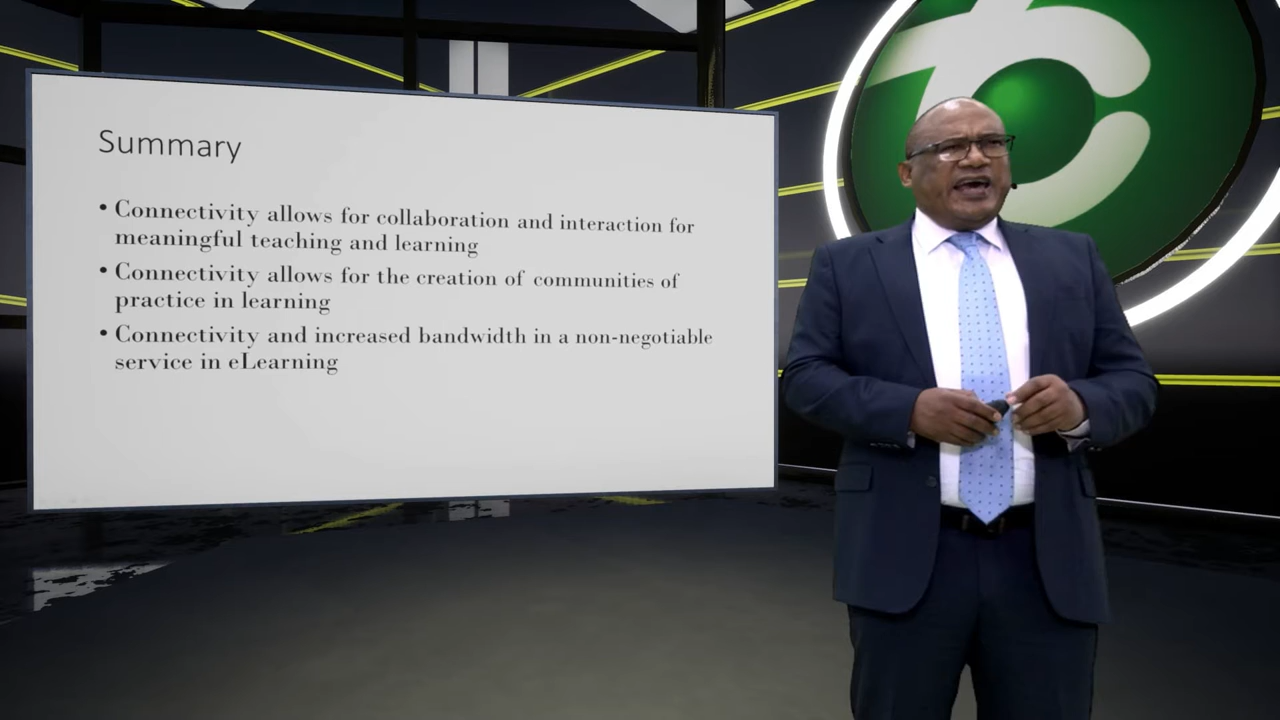 Summary
• Connectivity allows for collaboration and interaction for
meaningful teaching and learning
• Connectivity allows for the creation of communities of
practice in learning
• Connectivity and increased bandwidth in a non-negotiable
service in eLearning